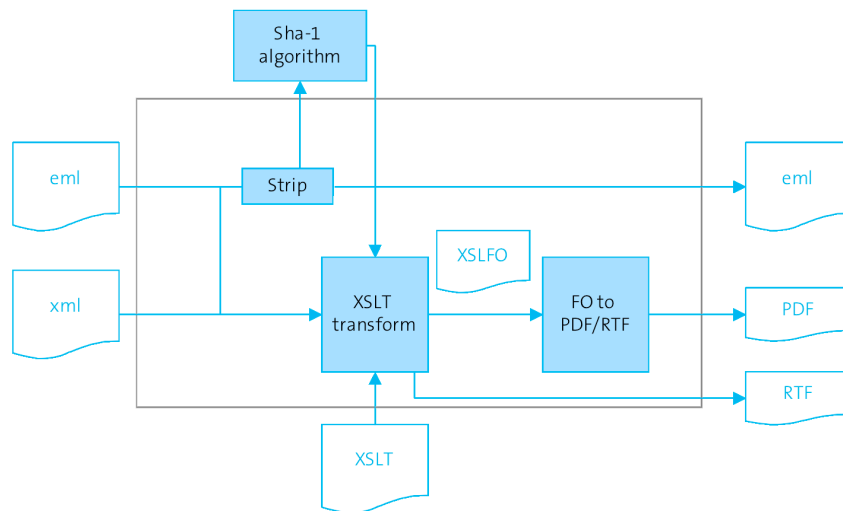 Sha-1
algorithm
eml
Strip
eml
XSLFO
xml
XSLT
transform
FO to
PDF/RTF
PDF
RTF
XSLT